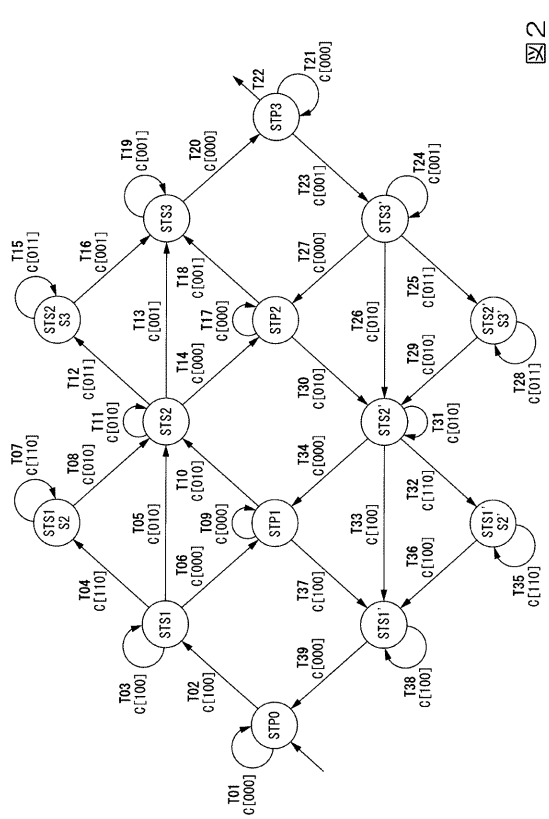 T07
C[110]
T15
C[011]
STS1
S2
STS2
S3
T04
C[110]
T08
C[010]
T11
C[010]
T12
C[011]
T16
C[001]
T19
C[001]
T03
C[100]
STS1
T05
C[010]
STS2
T13
C[001]
STS3
T02
C[100]
T06
C[000]
T10
C[010]
T14
C[000]
T18
C[001]
T20
C[000]
T22
T01
C[000]
STP0
T09
C[000]
STP1
T17
C[000]
STP2
STP3
T21
C[000]
T39
C[000]
T37
C[100]
T34
C[000]
T30
C[010]
T27
C[000]
T23
C[001]
STS1'
T33
C[100]
STS2'
T26
C[010]
STS3'
T38
C[100]
T36
C[100]
T32
C[110]
T31
C[010]
T29
C[010]
T25
C[011]
T24
C[001]
STS1'
S2'
STS2'
S3'
T35
C[110]
T28
C[011]
図2